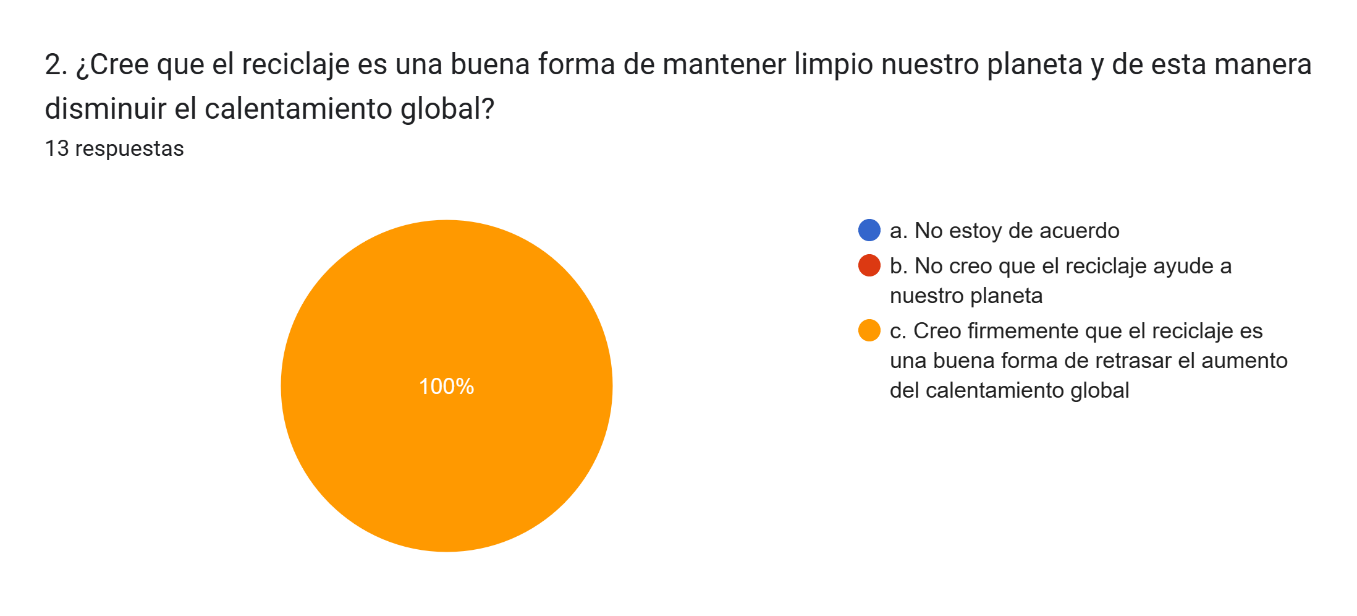 2. ¿Cree que el reciclaje es una buena forma de mantener limpio nuestro planeta y de esta manera
disminuir el calentamiento global?
13 respuestas
100%
a. No estoy de acuerdo
b. No creo que el reciclaje ayude a
nuestro planeta
c. Creo firmemente que el reciclaje es
una buena forma de retrasar el aumento
del calentamiento global